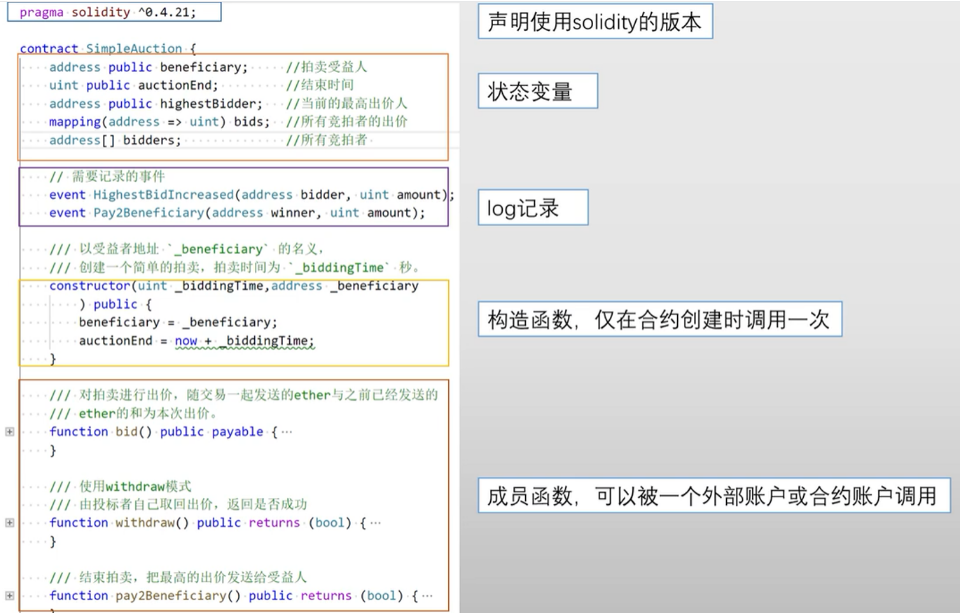 pragma solidity ^0.4.21;
声明使用solidity的版本
contract SimpleAuction {
address public beneficiary; //拍卖受益人
uint public auctionEnd; //结束时间
address public highestBidder; //当前的最高出价人
mapping(address => uint) bids; //所有竞拍者的出价
address[] bidders; //所有竞拍者
状态变量
// 需要记录的事件
event HighestBidIncreased(address bidder, uint amount);
event Pay2Beneficiary(address winner, uint amount);
log记录
/// 以受益者地址 `_beneficiary` 的名义,
/// 创建一个简单的拍卖, 拍卖时间为 `_biddingTime` 秒。
constructor(uint _biddingTime,address _beneficiary
) public {
beneficiary = _beneficiary;
auctionEnd = now + _biddingTime;
}
构造函数，仅在合约创建时调用一次
/// 对拍卖进行出价, 随交易一起发送的ether与之前已经发送的
/// ether的和为本次出价。
function bid() public payable { ⋯
}
/// 使用withdraw模式
/// 由投标者自己取回出价, 返回是否成功
function withdraw() public returns (bool) { ⋯
}
/// 结束拍卖, 把最高的出价发送给受益人
function pay2Beneficiary() public returns (bool) { ⋯
}
成员函数，可以被一个外部账户或合约账户调用